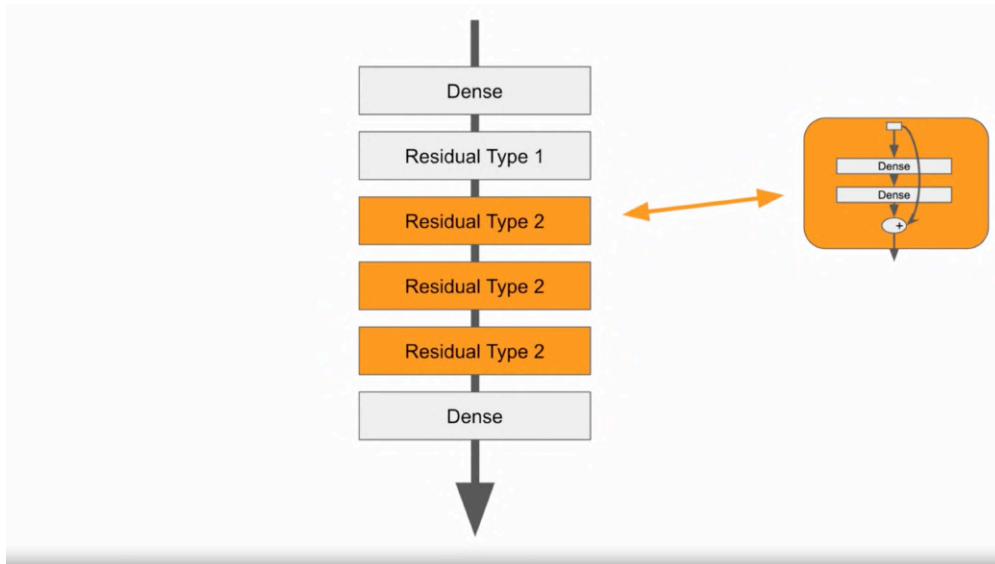 Dense
Residual Type 1
Residual Type 2
Residual Type 2
Residual Type 2
Dense
Dense
Dense
+